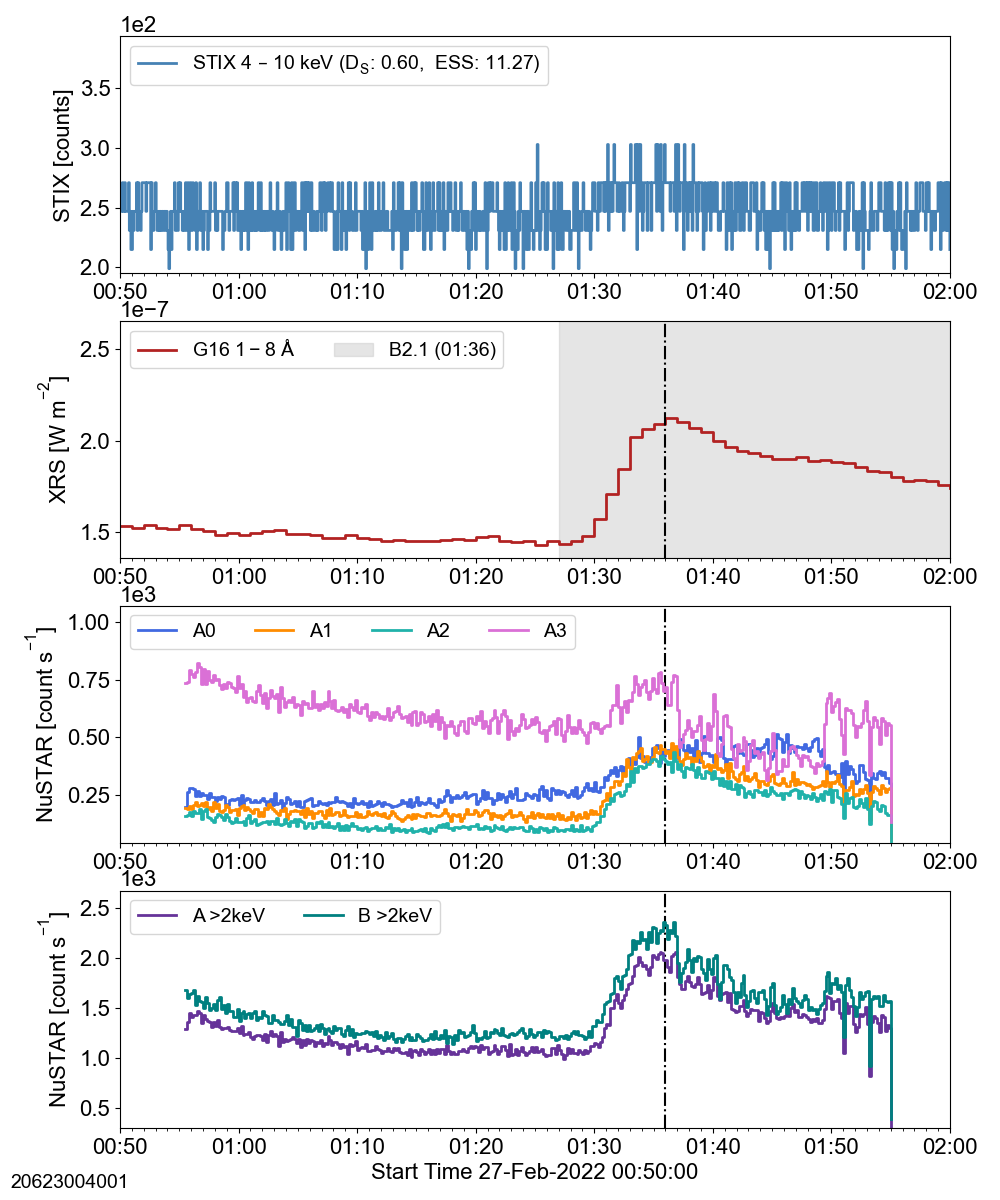 1e2
STIX 4 – 10 keV (D_S: 0.60, ESS: 11.27)
STIX [counts]
3.5
3.0
2.5
2.0
00:50 01:00 01:10 01:20 01:30 01:40 01:50 02:00
1e−7
G16 1 – 8 Å B2.1 (01:36)
XRS [W m⁻²]
2.5
2.0
1.5
00:50 01:00 01:10 01:20 01:30 01:40 01:50 02:00
1e3
A0 A1 A2 A3
NuSTAR [count s⁻¹]
1.00
0.75
0.50
0.25
00:50 01:00 01:10 01:20 01:30 01:40 01:50 02:00
1e3
A >2keV B >2keV
NuSTAR [count s⁻¹]
2.5
2.0
1.5
1.0
0.5
00:50 01:00 01:10 01:20 01:30 01:40 01:50 02:00
Start Time 27-Feb-2022 00:50:00
20623004001